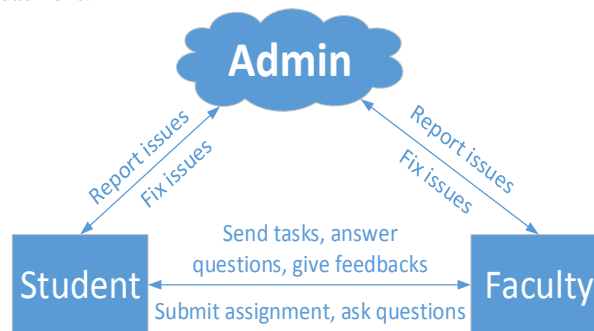 Admin
Report issues
Fix issues
Report issues
Fix issues
Send tasks, answer
questions, give feedbacks
Student
Faculty
Submit assignment, ask questions